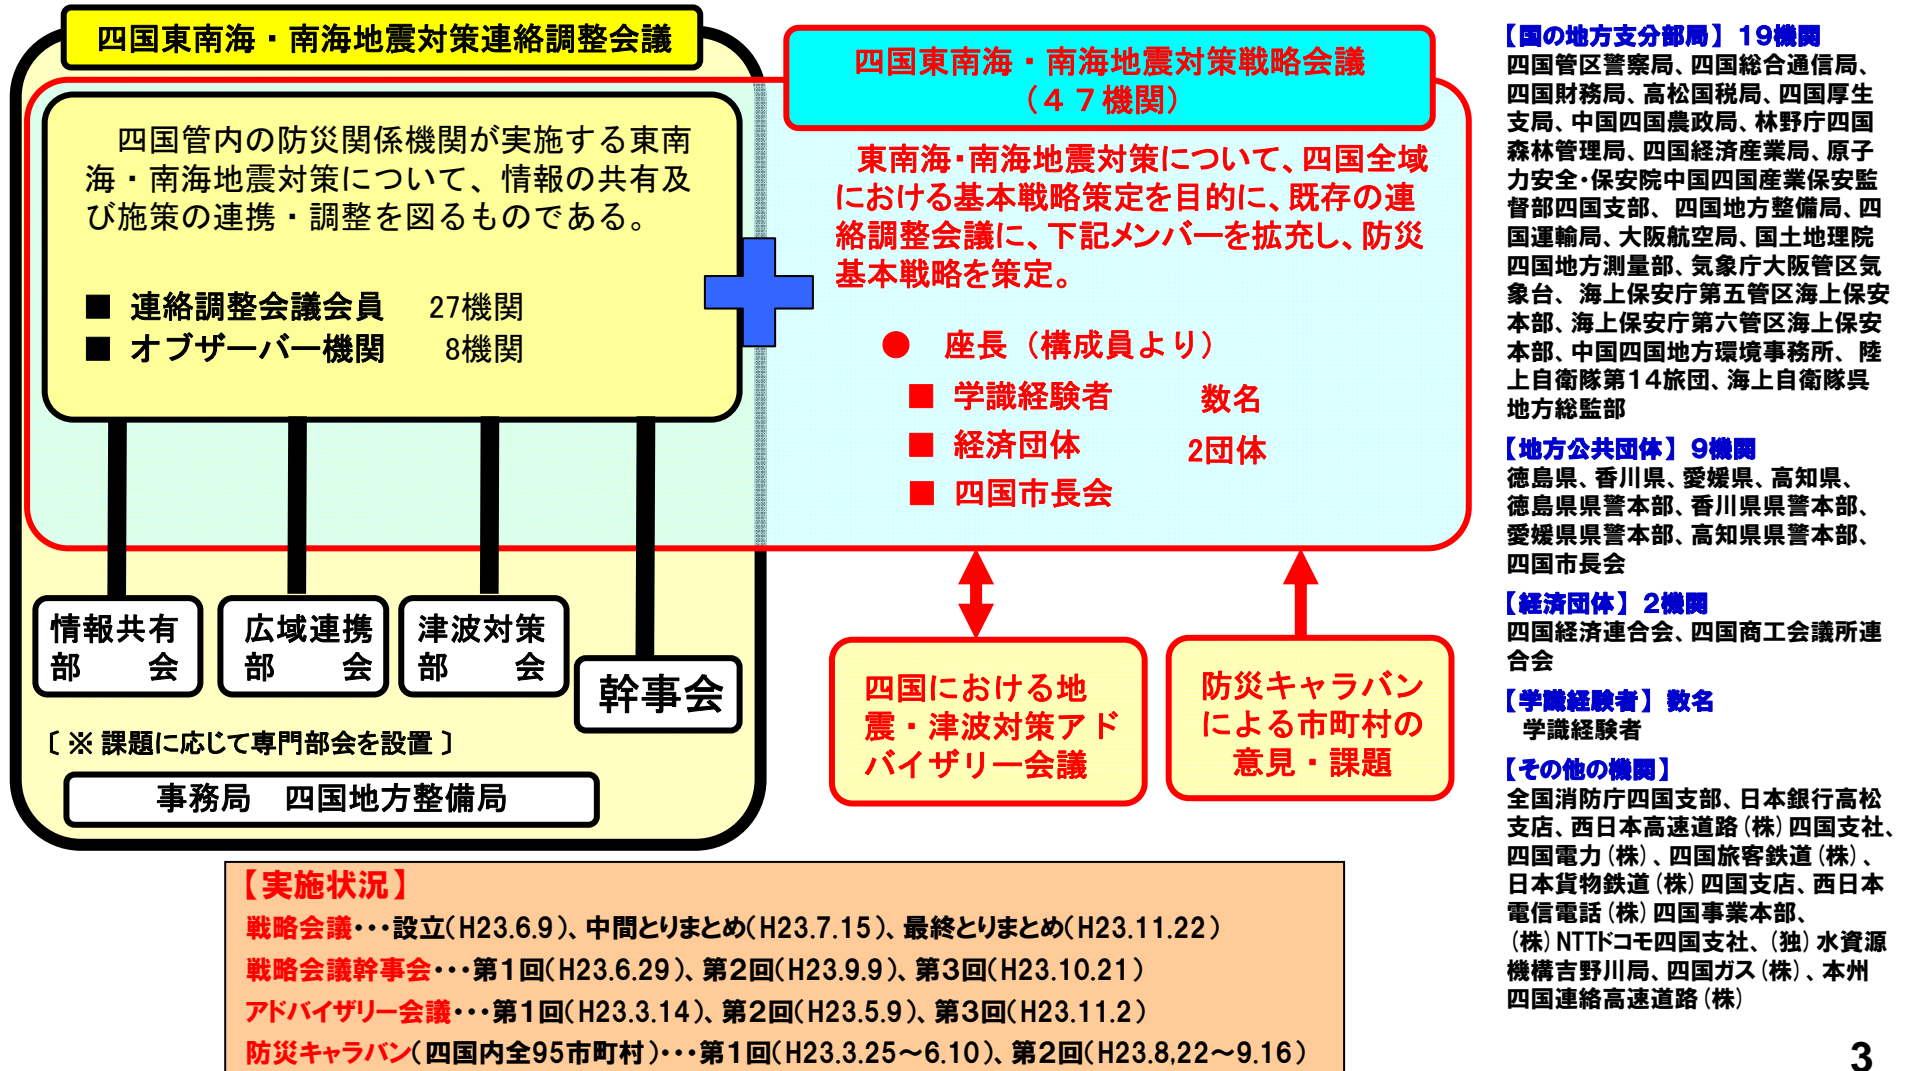 四国東南海・南海地震対策連絡調整会議
四国管内の防災関係機関が実施する東南
海・南海地震対策について、情報の共有及
び施策の連携・調整を図るものである。
■ 連絡調整会議会員 27機関
■ オブザーバー機関 8機関
四国東南海・南海地震対策戦略会議
（４７機関）
東南海・南海地震対策について、四国全域
における基本戦略策定を目的に、既存の連
絡調整会議に、下記メンバーを拡充し、防災
基本戦略を策定。
● 座長（構成員より）
■ 学識経験者 数名
■ 経済団体 2団体
■ 四国市長会
情報共有
部 会
広域連携
部 会
津波対策
部 会
幹事会
〔 ※ 課題に応じて専門部会を設置 〕
事務局 四国地方整備局
四国における地
震・津波対策アド
バイザリー会議
防災キャラバン
による市町村の
意見・課題
【実施状況】
戦略会議・・・設立(H23.6.9)、中間とりまとめ(H23.7.15)、最終とりまとめ(H23.11.22)
戦略会議幹事会・・・第１回(H23.6.29)、第２回(H23.9.9)、第３回(H23.10.21)
アドバイザリー会議・・・第１回(H23.3.14)、第２回(H23.5.9)、第３回(H23.11.2)
防災キャラバン(四国内全95市町村)・・・第１回(H23.3.25～6.10)、第２回(H23.8,22～9.16)
【国の地方支分部局】 １９機関
四国管区警察局、四国総合通信局、
四国財務局、高松国税局、四国厚生
支局、中国四国農政局、林野庁四国
森林管理局、四国経済産業局、原子
力安全・保安院中国四国産業保安監
督部四国支部、四国地方整備局、四
国運輸局、大阪航空局、国土地理院
四国地方測量部、気象庁大阪管区気
象台、海上保安庁第五管区海上保安
本部、海上保安庁第六管区海上保安
本部、中国四国地方環境事務所、陸
上自衛隊第１４旅団、海上自衛隊呉
地方総監部
【地方公共団体】 ９機関
徳島県、香川県、愛媛県、高知県、
徳島県県警本部、香川県県警本部、
愛媛県県警本部、高知県県警本部、
四国市長会
【経済団体】 ２機関
四国経済連合会、四国商工会議所連
合会
【学識経験者】 数名
学識経験者
【その他の機関】
全国消防庁四国支部、日本銀行高松
支店、西日本高速道路(株)四国支社、
四国電力(株)、四国旅客鉄道(株)、
日本貨物鉄道(株)四国支店、西日本
電信電話(株)四国事業本部、
(株)NTTドコモ四国支社、(独)水資源
機構吉野川局、四国ガス(株)、本州
四国連絡高速道路(株)
3